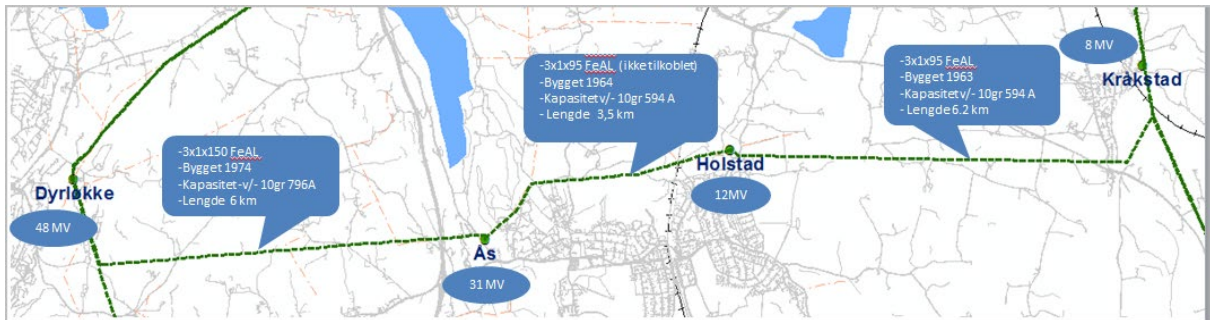 8 MV
Kråkstad
-3x1x95 FeAL (ikke tilkoblet)
-Bygget 1964
-Kapasitet v/- 10gr 594 A
- Lengde 3,5 km
-3x1x95 FeAL
-Bygget 1963
-Kapasitet v/- 10gr 594 A
-Lengde 6.2 km
-3x1x150 FeAL
-Bygget 1974
-Kapasitet -v/- 10gr 796A
-Lengde 6 km
Holstad
12MV
Dyrløkke
48 MV
Ås
31 MV